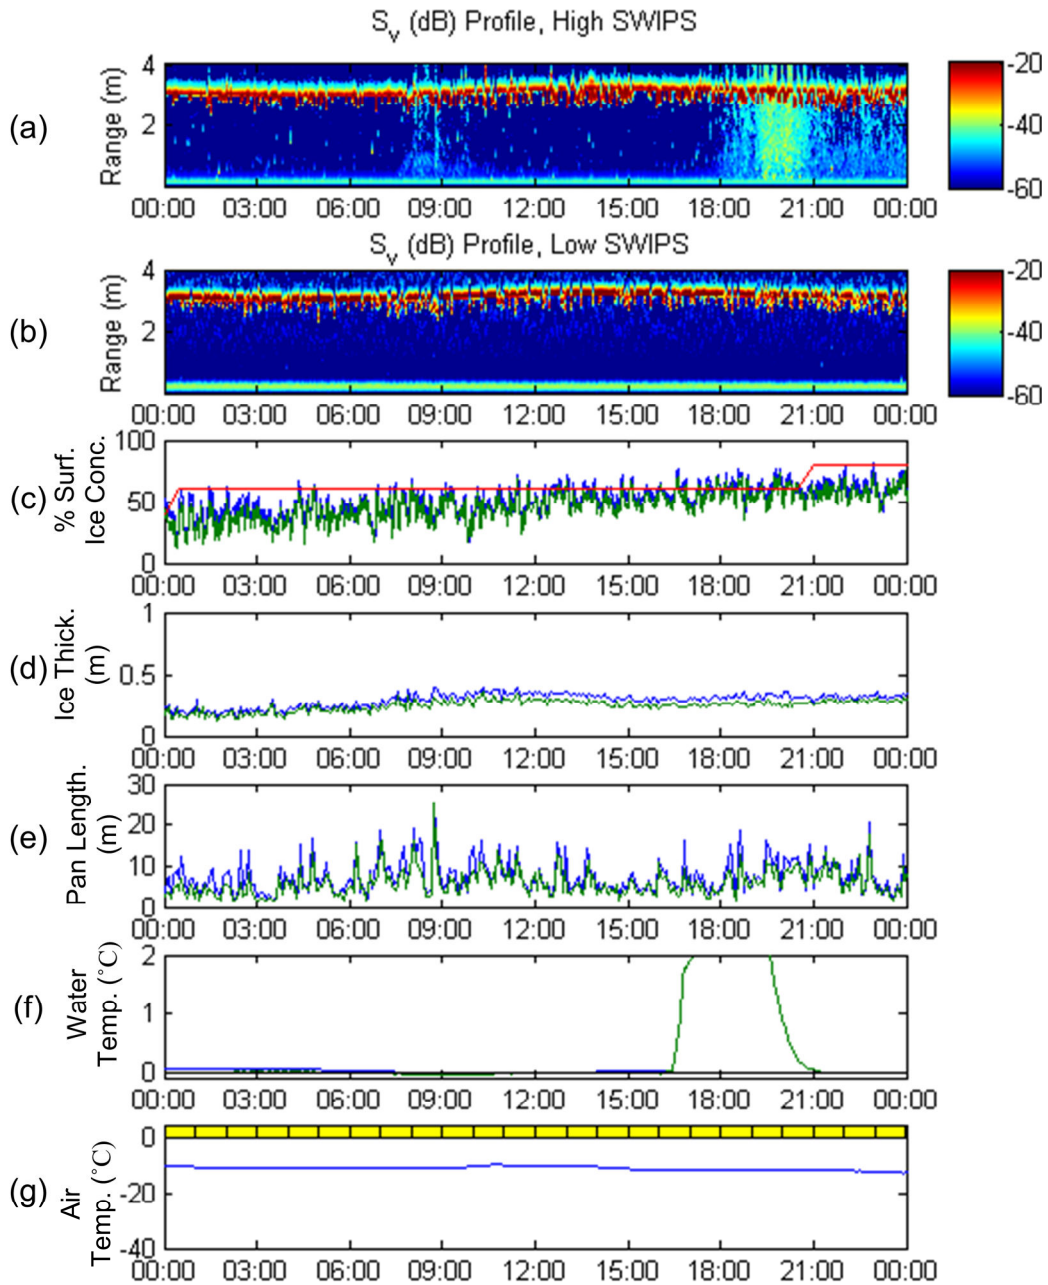 S_v (dB) Profile, High SWIPS
(a)
Range (m)
4
2
-20
-40
-60
00:00 03:00 06:00 09:00 12:00 15:00 18:00 21:00 00:00
S_v (dB) Profile, Low SWIPS
(b)
Range (m)
4
2
-20
-40
-60
00:00 03:00 06:00 09:00 12:00 15:00 18:00 21:00 00:00
(c)
% Surf.
Ice Conc.
100
50
0
00:00 03:00 06:00 09:00 12:00 15:00 18:00 21:00 00:00
(d)
Ice Thick.
(m)
1
0.5
0
00:00 03:00 06:00 09:00 12:00 15:00 18:00 21:00 00:00
(e)
Pan Length.
(m)
30
20
10
0
00:00 03:00 06:00 09:00 12:00 15:00 18:00 21:00 00:00
(f)
Water
Temp. (°C)
2
1
0
00:00 03:00 06:00 09:00 12:00 15:00 18:00 21:00 00:00
(g)
Air
Temp. (°C)
0
-20
-40
00:00 03:00 06:00 09:00 12:00 15:00 18:00 21:00 00:00